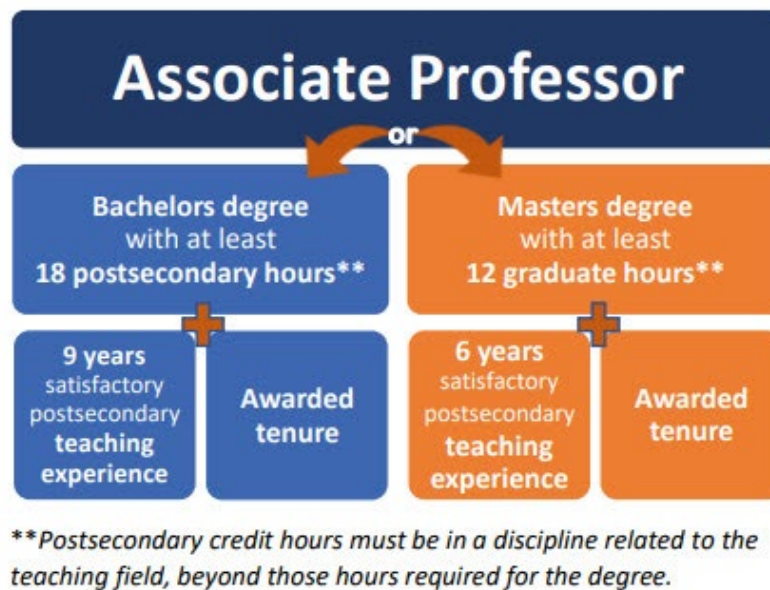 Associate Professor
or
Bachelors degree
with at least
18 postsecondary hours**
Masters degree
with at least
12 graduate hours**
9 years
satisfactory
postsecondary
teaching
experience
Awarded
tenure
6 years
satisfactory
postsecondary
teaching
experience
Awarded
tenure
**Postsecondary credit hours must be in a discipline related to the
teaching field, beyond those hours required for the degree.